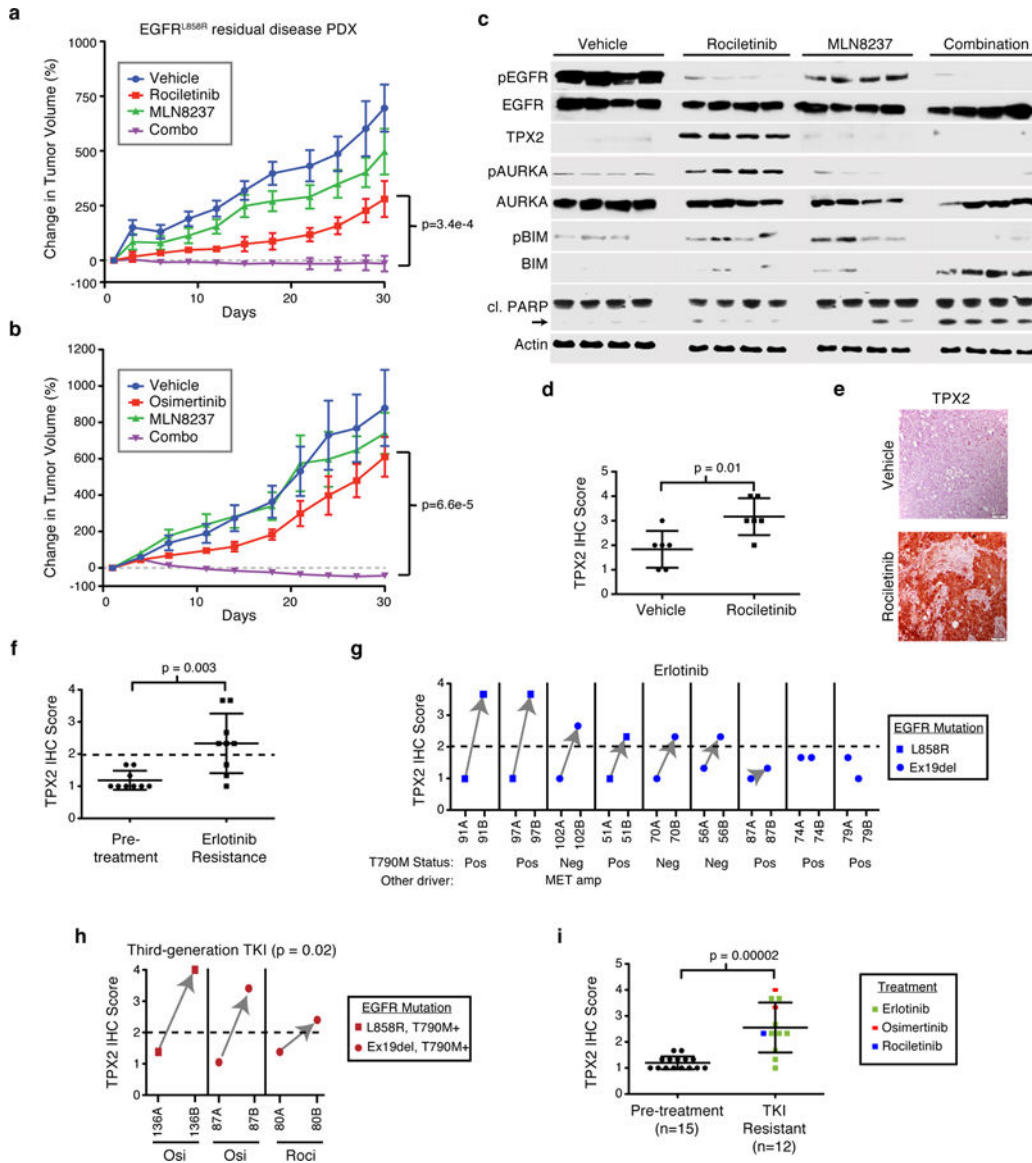 a
EGFR^L858R residual disease PDX
Change in Tumor Volume (%)
1000
750
500
250
0
-100
Vehicle
Rociletinib
MLN8237
Combo
p=3.4e-4
0 10 20 30
Days
b
Change in Tumor Volume (%)
1200
1000
800
600
400
200
0
-100
Vehicle
Osimertinib
MLN8237
Combo
p=6.6e-5
0 10 20 30
Days
c
Vehicle Rociletinib MLN8237 Combination
pEGFR
EGFR
TPX2
pAURKA
AURKA
pBIM
BIM
cl. PARP
Actin
d
p = 0.01
TPX2 IHC Score
5
4
3
2
1
0
Vehicle Rociletinib
e
TPX2
Vehicle
Rociletinib
f
p = 0.003
TPX2 IHC Score
4
3
2
1
0
Pre-treatment
Erlotinib Resistance
g
Erlotinib
TPX2 IHC Score
4
3
2
1
0
91A 91B 97A 97B 102A 102B 51A 51B 70A 70B 56A 56B 87A 87B 74A 74B 79A 79B
T790M Status: Pos Pos Neg Pos Neg Neg Pos Pos Pos
Other driver: MET amp
EGFR Mutation
L858R
Ex19del
h
Third-generation TKI (p = 0.02)
TPX2 IHC Score
4
3
2
1
0
136A 136B 87A 87B 80A 80B
Osi Osi Roci
EGFR Mutation
L858R, T790M+
Ex19del, T790M+
i
p = 0.00002
TPX2 IHC Score
5
4
3
2
1
0
Pre-treatment
(n=15)
TKI
Resistant
(n=12)
Treatment
Erlotinib
Osimertinib
Rociletinib